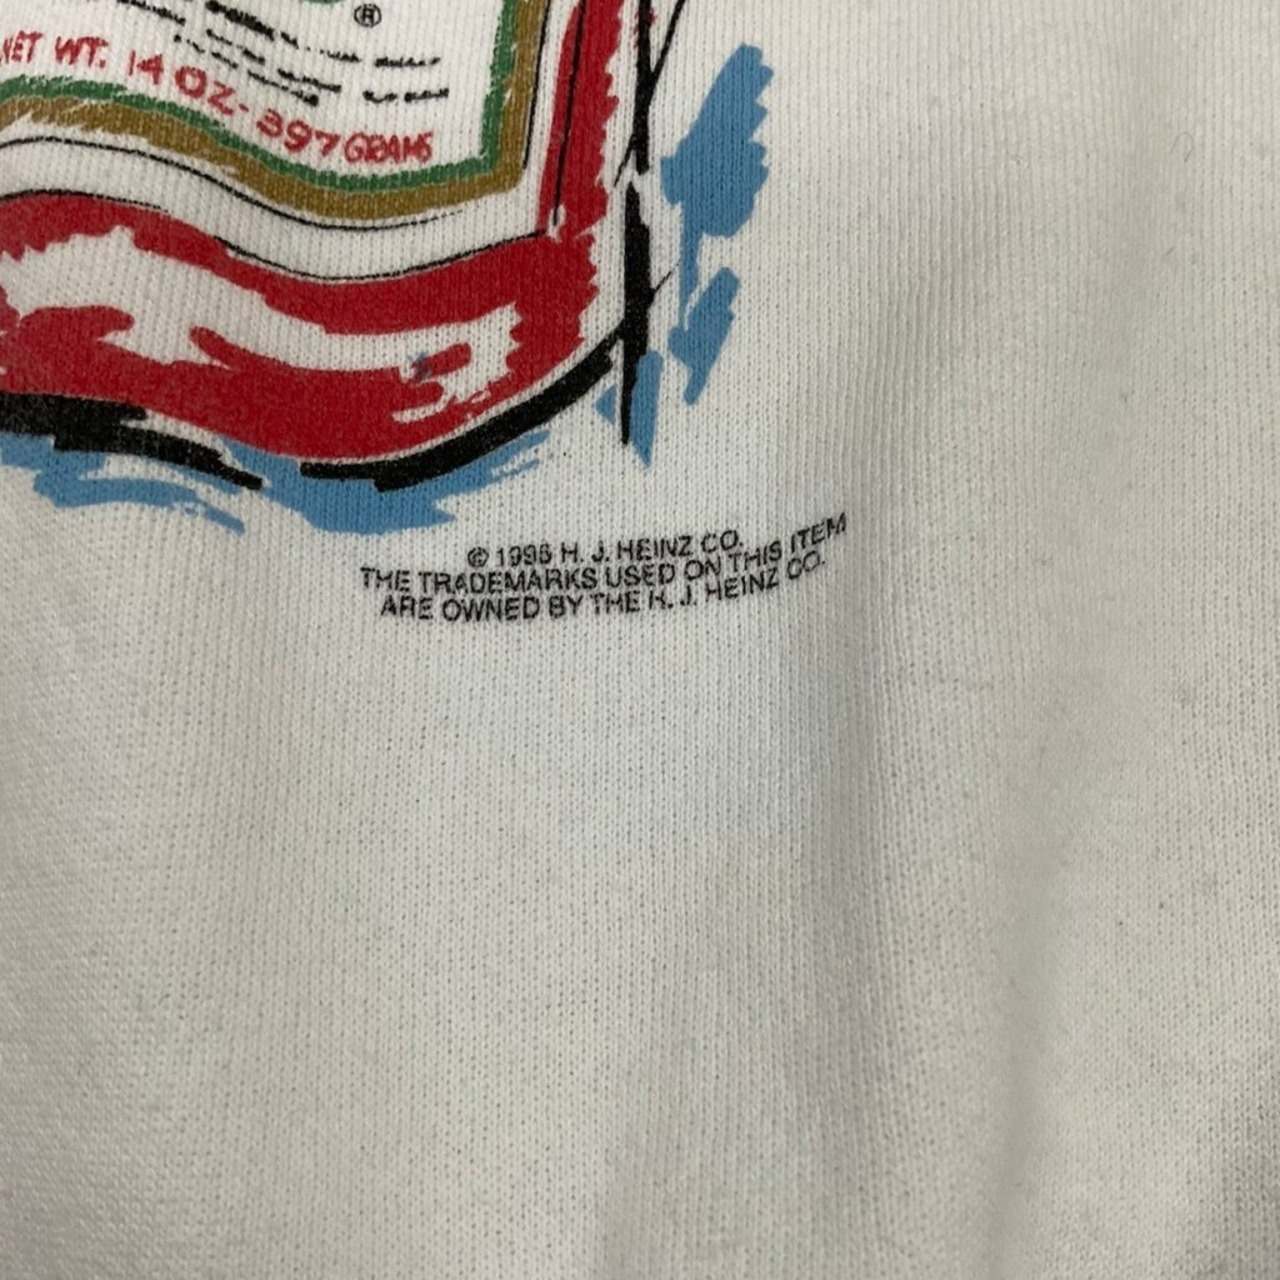 ®
NET WT. 14 OZ - 397 GRAMS
© 1996 H. J. HEINZ CO.
THE TRADEMARKS USED ON THIS ITEM
ARE OWNED BY THE H. J. HEINZ CO.